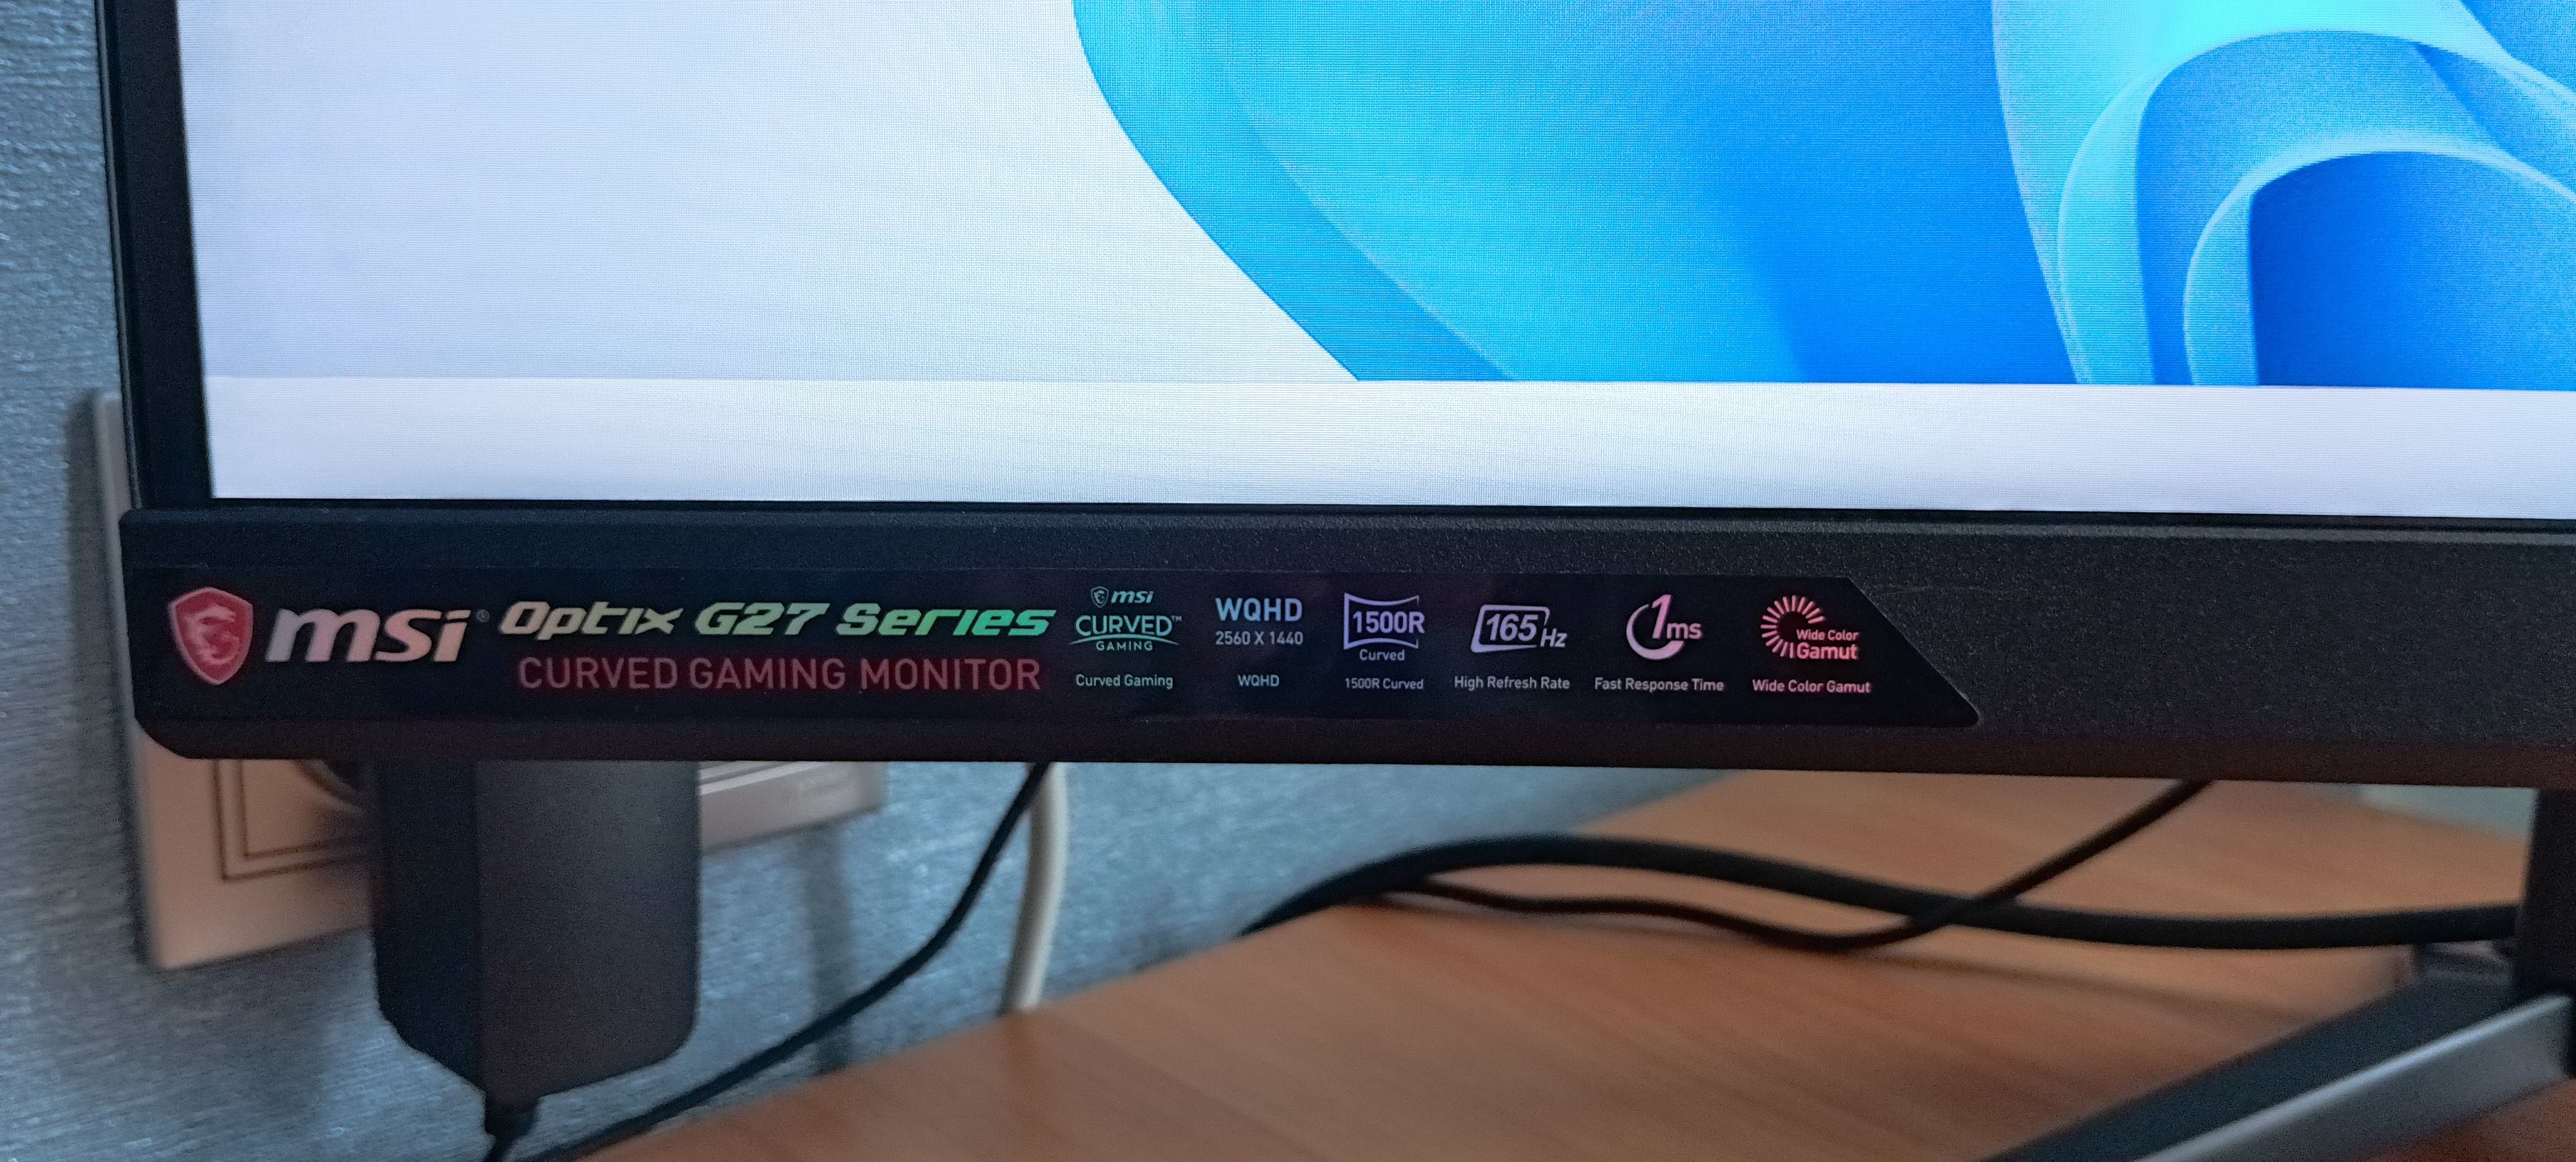 msi® Optix G27 Series
CURVED GAMING MONITOR
msi
CURVED™
GAMING
Curved Gaming
WQHD
2560 X 1440
WQHD
1500R
Curved
1500R Curved
165Hz
High Refresh Rate
1ms
Fast Response Time
Wide Color
Gamut
Wide Color Gamut